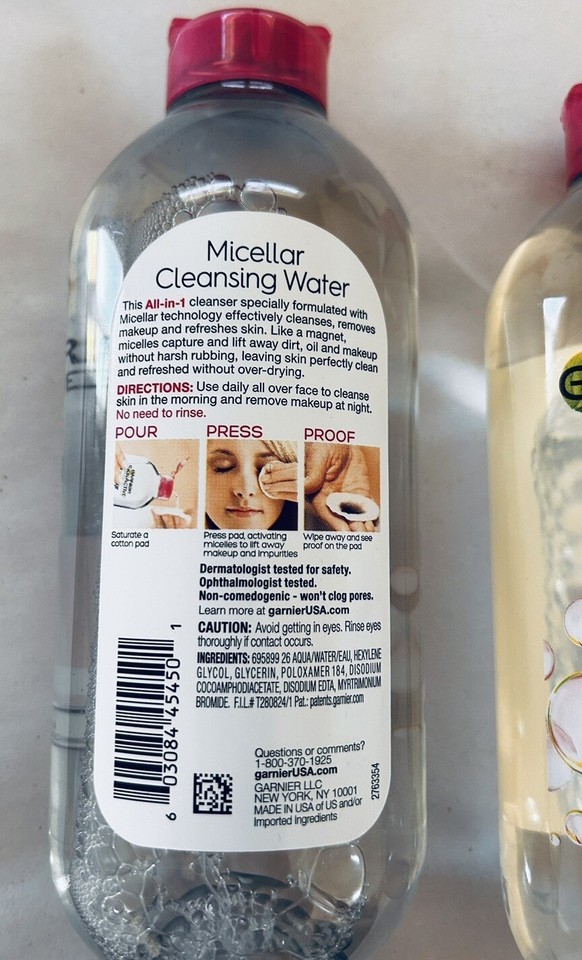 Micellar
Cleansing Water
This All-in-1 cleanser specially formulated with
Micellar technology effectively cleanses, removes
makeup and refreshes skin. Like a magnet,
micelles capture and lift away dirt, oil and makeup
without harsh rubbing, leaving skin perfectly clean
and refreshed without over-drying.
DIRECTIONS: Use daily all over face to cleanse
skin in the morning and remove makeup at night.
No need to rinse.
POUR
Saturate a
cotton pad
PRESS
Press pad, activating
micelles to lift away
makeup and impurities
PROOF
Wipe away and see
proof on the pad
Dermatologist tested for safety.
Ophthalmologist tested.
Non-comedogenic - won't clog pores.
Learn more at garnierUSA.com
CAUTION: Avoid getting in eyes. Rinse eyes
thoroughly if contact occurs.
INGREDIENTS: 695899 26 AQUA/WATER/EAU, HEXYLENE
GLYCOL, GLYCERIN, POLOXAMER 184, DISODIUM
COCOAMPHODIACETATE, DISODIUM EDTA, MYRTRIMONIUM
BROMIDE. F.I.L.# T280824/1 Pat.: patents.garnier.com
6 03084 45450 1
Questions or comments?
1-800-370-1925
garnierUSA.com
GARNIER LLC
NEW YORK, NY 10001
MADE IN USA of US and/or
Imported Ingredients
2763354